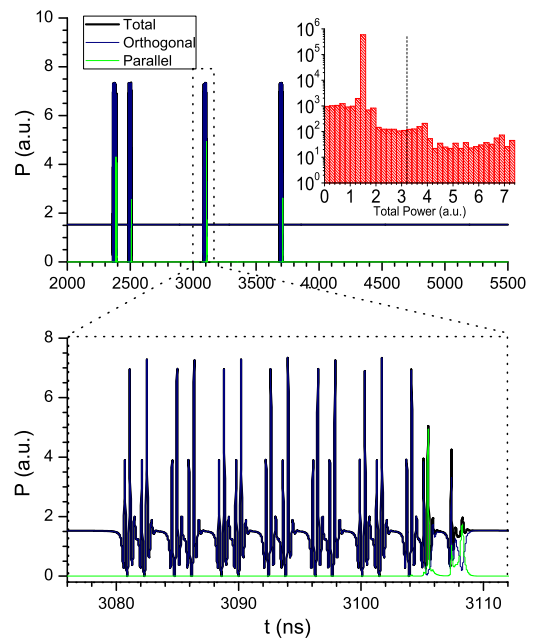 10
8
6
4
2
0
P (a.u.)
Total
Orthogonal
Parallel
10^6
10^5
10^4
10^3
10^2
10^1
10^0
0 1 2 3 4 5 6 7
Total Power (a.u.)
2000 2500 3000 3500 4000 4500 5000 5500
8
6
4
2
0
P (a.u.)
3080 3090 3100 3110
t (ns)